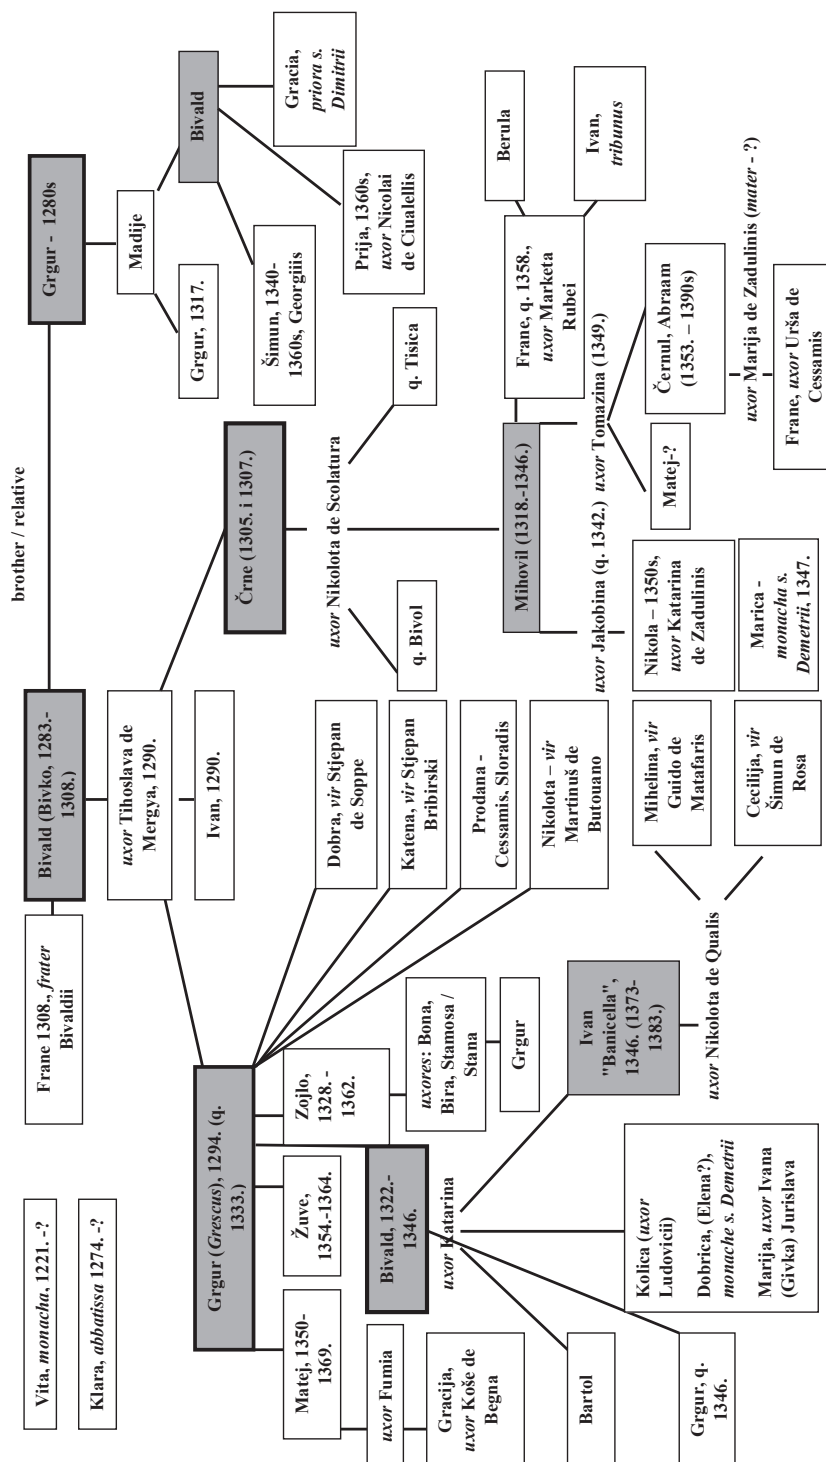 Vita, monacha, 1221. -?
Klara, abbatissa 1274. -?
Frane 1308., frater
Bivaldii
Bivald (Bivko, 1283.-
1308.)
brother / relative
Grgur - 1280s
uxor Tihoslava de
Mergya, 1290.
Ivan, 1290.
Madije
Grgur, 1317.
Bivald
Šimun, 1340-
1360s, Georgiis
Prija, 1360s,
uxor Nicolai
de Ciualellis
Gracia,
priora s.
Dimitrii
Grgur (Grescus), 1294. (q.
1333.)
Črne (1305. i 1307.)
uxor Nikolota de Scolatura
q. Bivol
q. Tisica
Matej, 1350-
1369.
Žuve,
1354.-1364.
Zojlo,
1328. -
1362.
Dobra, vir Stjepan
de Soppe
Katena, vir Stjepan
Bribirski
Prodana -
Cessamis, Sloradis
Nikolota – vir
Martinuš de
Butouano
uxor Fumia
Gracija,
uxor Koše de
Begna
Bivald, 1322.-
1346.
uxor Katarina
uxores: Bona,
Bira, Stamosa /
Stana
Grgur
Mihovil (1318.-1346.)
Frane, q. 1358.,
uxor Marketa
Rubei
Berula
Ivan,
tribunus
uxor Jakobina (q. 1342.)
uxor Tomazina (1349.)
Nikola – 1350s,
uxor Katarina
de Zadulinis
Marica -
monacha s.
Demetrii, 1347.
Matej-?
Černul, Abraam
(1353. – 1390s)
uxor Marija de Zadulinis (mater - ?)
Frane, uxor Urša de
Cessamis
Bartol
Grgur, q.
1346.
Kolica (uxor
Ludovicii)
Dobrica, (Elena?),
monache s. Demetrii
Marija, uxor Ivana
(Givka) Jurislava
Ivan
"Banicella",
1346. (1373-
1383.)
uxor Nikolota de Qualis
Mihelina, vir
Guido de
Matafaris
Cecilija, vir
Šimun de
Rosa